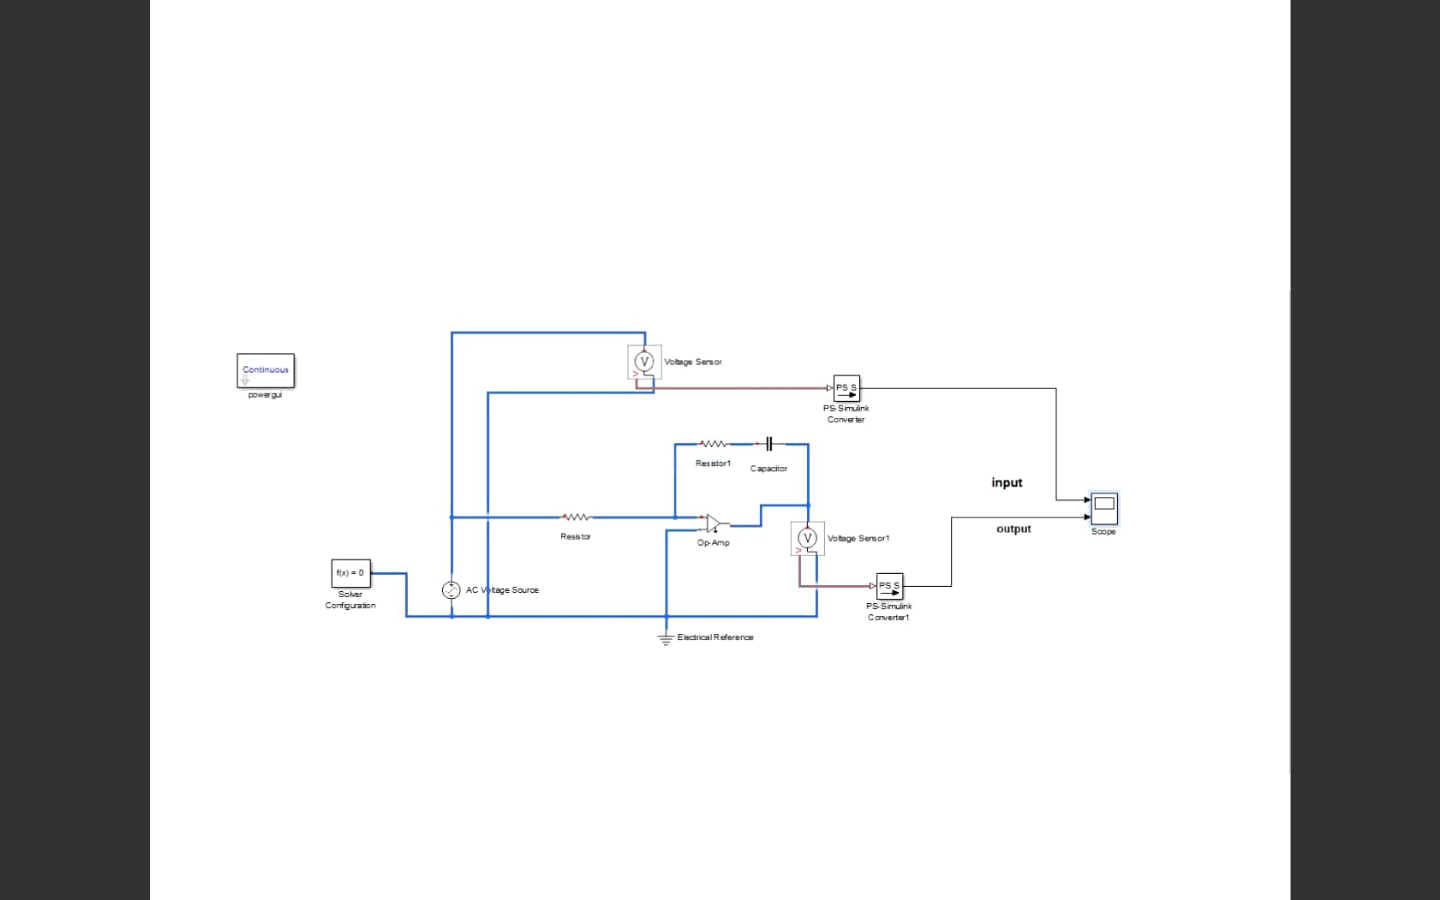 Continuous
powergui
V
Voltage Sensor
PS S
PS-Simulink
Converter
Resistor1
Capacitor
input
Resistor
Op-Amp
V
Voltage Sensor1
output
Scope
f(x) = 0
Solver
Configuration
AC Voltage Source
PS S
PS-Simulink
Converter1
Electrical Reference